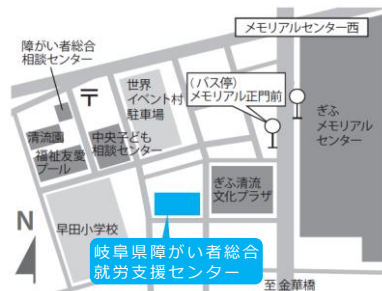 メモリアルセンター西
障がい者総合
相談センター
〒
世界
イベント村
駐車場
(バス停)
メモリアル正門前
ぎふ
メモリアル
センター
清流園
福祉友愛
プール
中央子ども
相談センター
ぎふ清流
文化プラザ
早田小学校
N
岐阜県障がい者総合
就労支援センター
至 金華橋